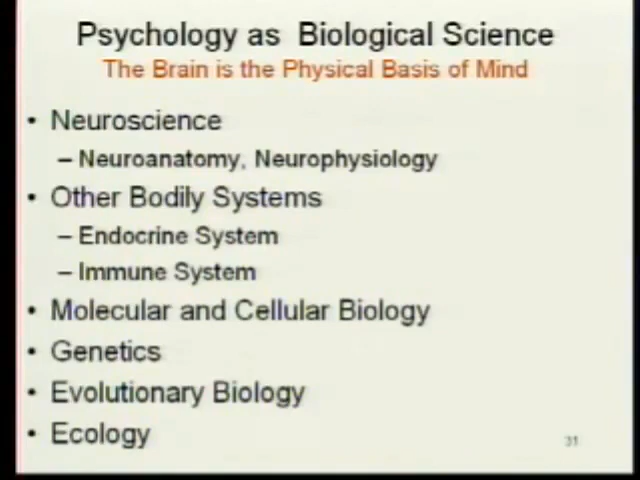 Psychology as Biological Science
The Brain is the Physical Basis of Mind
• Neuroscience
– Neuroanatomy, Neurophysiology
• Other Bodily Systems
– Endocrine System
– Immune System
• Molecular and Cellular Biology
• Genetics
• Evolutionary Biology
• Ecology
31